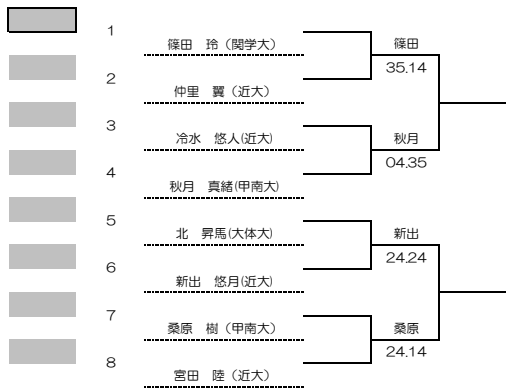 1
篠田　玲（関学大）
篠田
35.14
2
仲里　翼（近大）
3
冷水　悠人(近大)
秋月
04.35
4
秋月　真緒(甲南大)
5
北　昇馬(大体大)
新出
24.24
6
新出　悠月(近大)
7
桑原　樹（甲南大）
桑原
24.14
8
宮田　陸（近大）